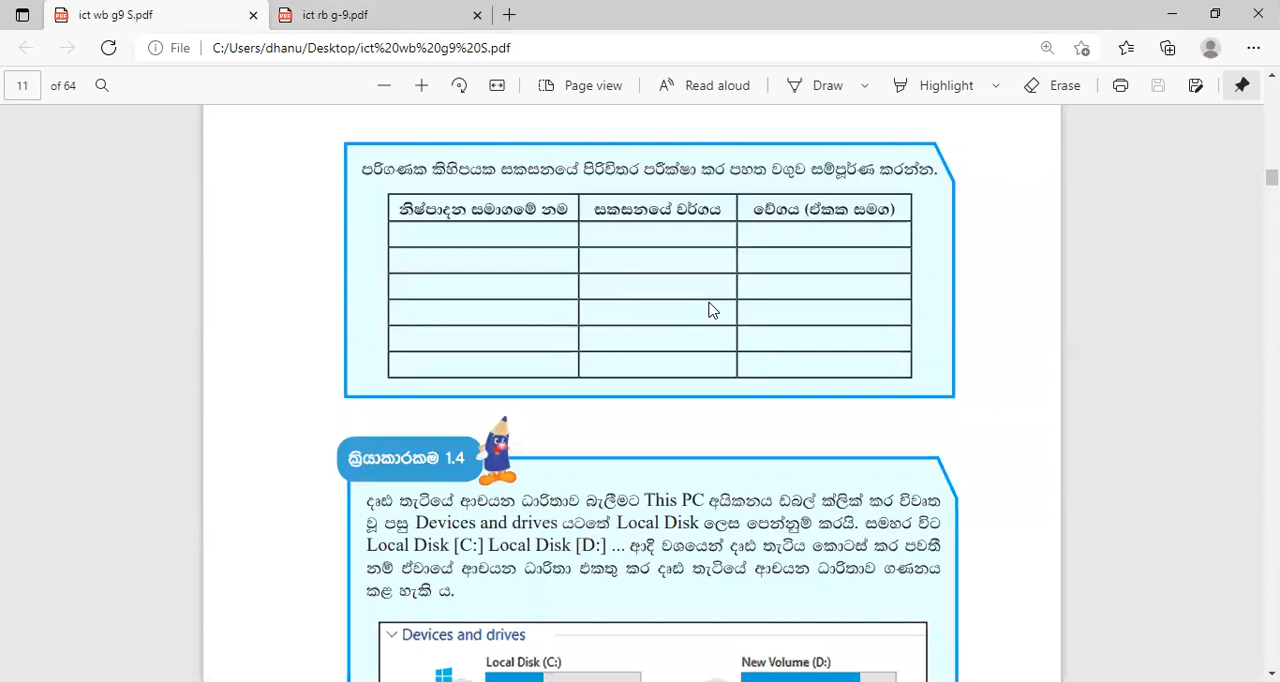 ict wb g9 S.pdf
ict rb g-9.pdf
File
C:/Users/dhanu/Desktop/ict%20wb%20g9%20S.pdf
11 of 64
Page view
Read aloud
Draw
Highlight
Erase
පරිගණක කිහිපයක සකසනයේ පිරිවිතර පරීක්ෂා කර පහත වගුව සම්පූර්ණ කරන්න.
නිෂ්පාදන සමාගමේ නම සකසනයේ වර්ගය වේගය (ඒකක සමග)
ක්‍රියාකාරකම 1.4
දෘඪ තැටියේ ආචයන ධාරිතාව බැලීමට This PC අයිකනය ඩබල් ක්ලික් කර විවෘත
වූ පසු Devices and drives යටතේ Local Disk ලෙස පෙන්නුම් කරයි. සමහර විට
Local Disk [C:] Local Disk [D:] ... ආදි වශයෙන් දෘඪ තැටිය කොටස් කර පවතී
නම් ඒවායේ ආචයන ධාරිතා එකතු කර දෘඪ තැටියේ ආචයන ධාරිතාව ගණනය
කළ හැකි ය.
Devices and drives
Local Disk (C:)
New Volume (D:)